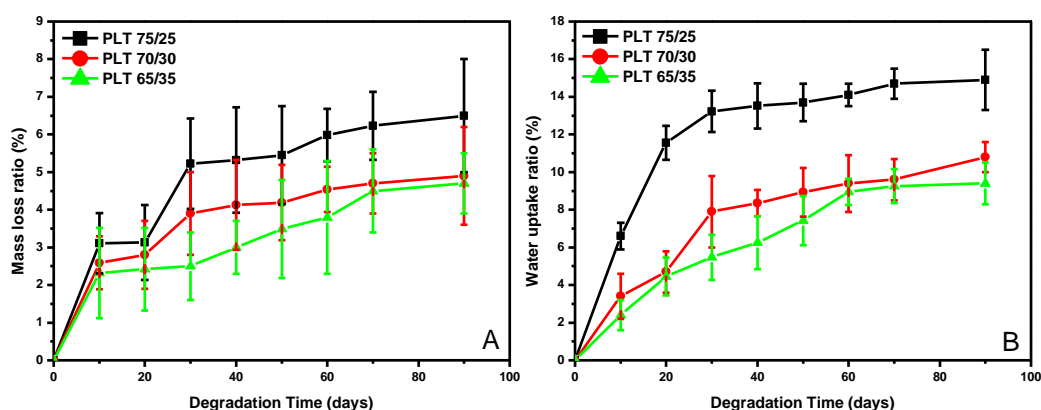 PLT 75/25
PLT 70/30
PLT 65/35
Mass loss ratio (%)
9
8
7
6
5
4
3
2
1
0
0 20 40 60 80 100
Degradation Time (days)
A
PLT 75/25
PLT 70/30
PLT 65/35
Water uptake ratio (%)
18
16
14
12
10
8
6
4
2
0
0 20 40 60 80 100
Degradation Time (days)
B